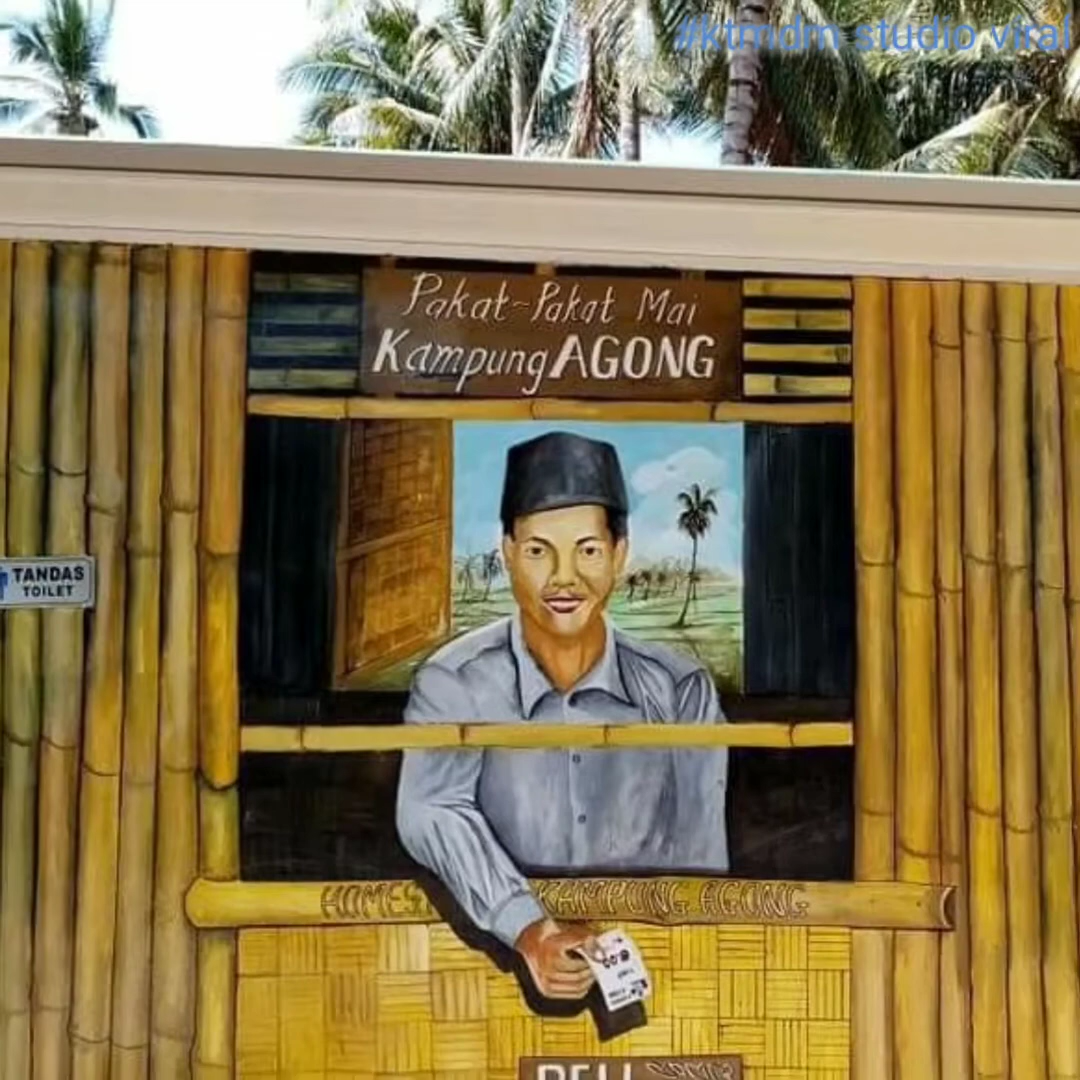 #ktmdm studio viral
Pakat-Pakat Mai
Kampung AGONG
TANDAS
TOILET
KAMPUNG AGONG